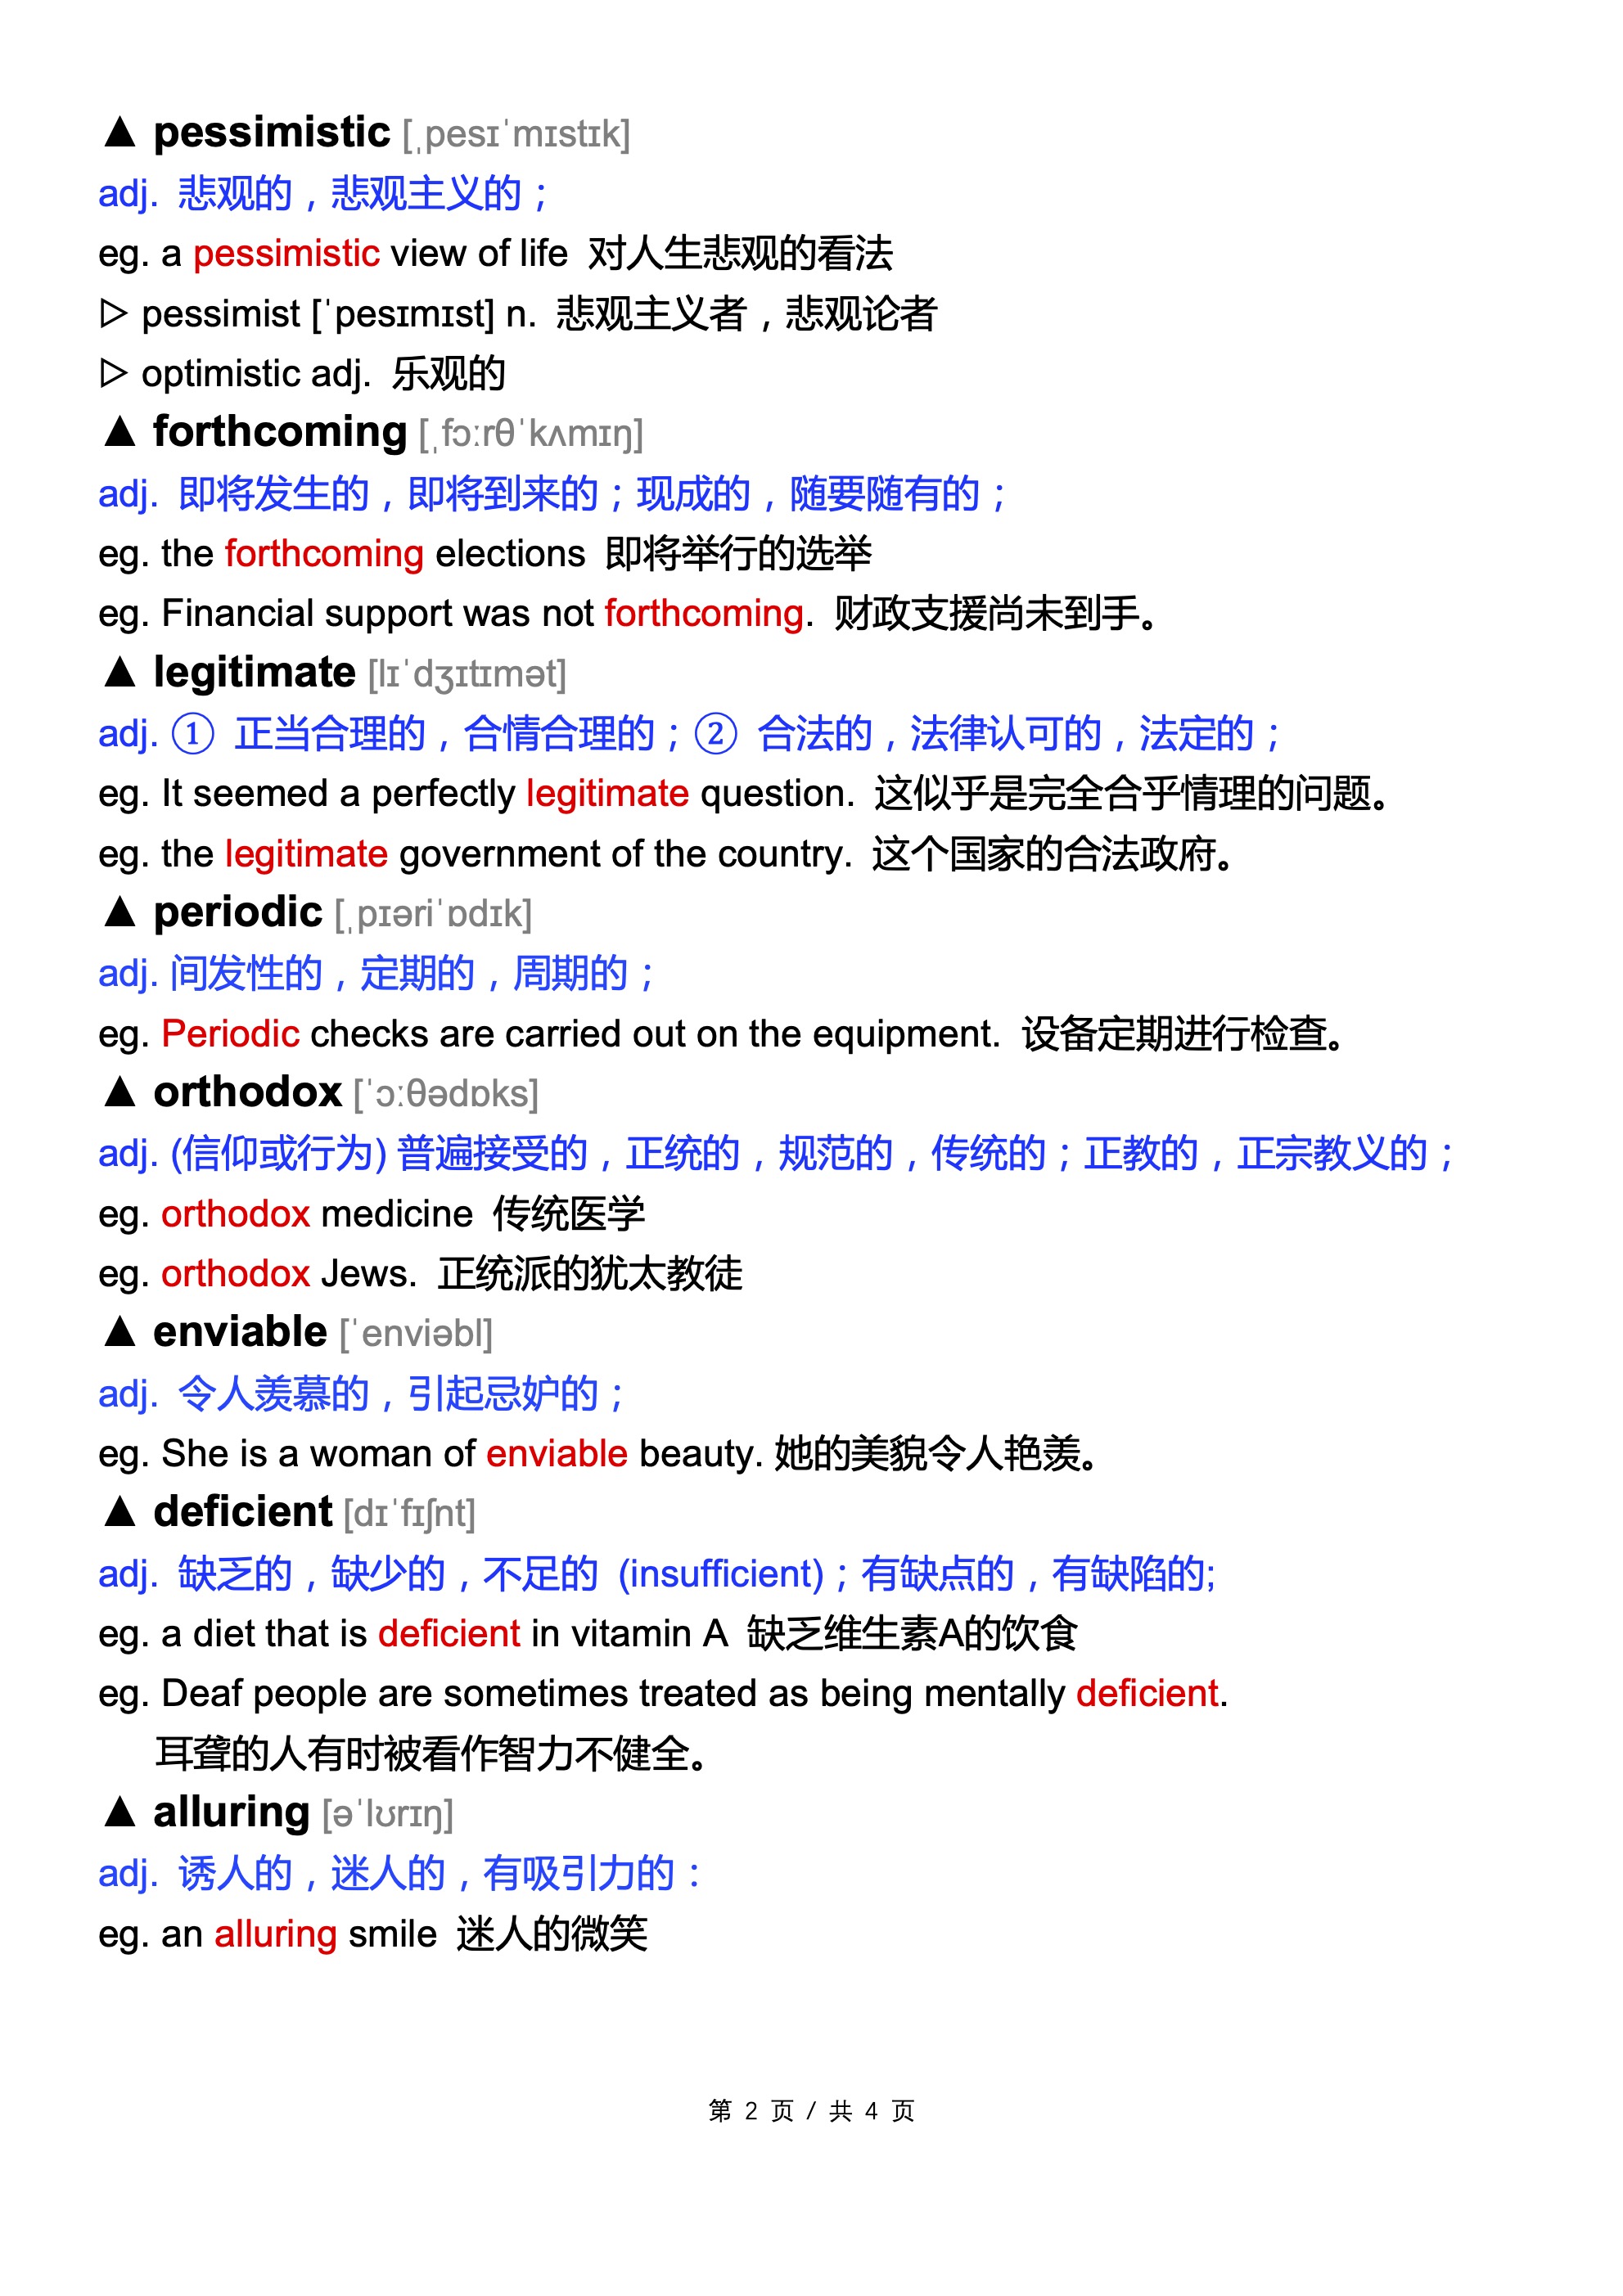 ▲ pessimistic [ˌpesɪˈmɪstɪk]
adj. 悲观的，悲观主义的；
eg. a pessimistic view of life 对人生悲观的看法
▷ pessimist [ˈpesɪmɪst] n. 悲观主义者，悲观论者
▷ optimistic adj. 乐观的
▲ forthcoming [ˌfɔːrθˈkʌmɪŋ]
adj. 即将发生的，即将到来的；现成的，随要随有的；
eg. the forthcoming elections 即将举行的选举
eg. Financial support was not forthcoming. 财政支援尚未到手。
▲ legitimate [lɪˈdʒɪtɪmət]
adj. ① 正当合理的，合情合理的；② 合法的，法律认可的，法定的；
eg. It seemed a perfectly legitimate question. 这似乎是完全合乎情理的问题。
eg. the legitimate government of the country. 这个国家的合法政府。
▲ periodic [ˌpɪəriˈɒdɪk]
adj. 间发性的，定期的，周期的；
eg. Periodic checks are carried out on the equipment. 设备定期进行检查。
▲ orthodox [ˈɔːθədɒks]
adj. (信仰或行为) 普遍接受的，正统的，规范的，传统的；正教的，正宗教义的；
eg. orthodox medicine 传统医学
eg. orthodox Jews. 正统派的犹太教徒
▲ enviable [ˈenviəbl]
adj. 令人羡慕的，引起忌妒的；
eg. She is a woman of enviable beauty. 她的美貌令人艳羡。
▲ deficient [dɪˈfɪʃnt]
adj. 缺乏的，缺少的，不足的 (insufficient)；有缺点的，有缺陷的;
eg. a diet that is deficient in vitamin A 缺乏维生素A的饮食
eg. Deaf people are sometimes treated as being mentally deficient.
耳聋的人有时被看作智力不健全。
▲ alluring [əˈlʊrɪŋ]
adj. 诱人的，迷人的，有吸引力的：
eg. an alluring smile 迷人的微笑
第 2 页 / 共 4 页